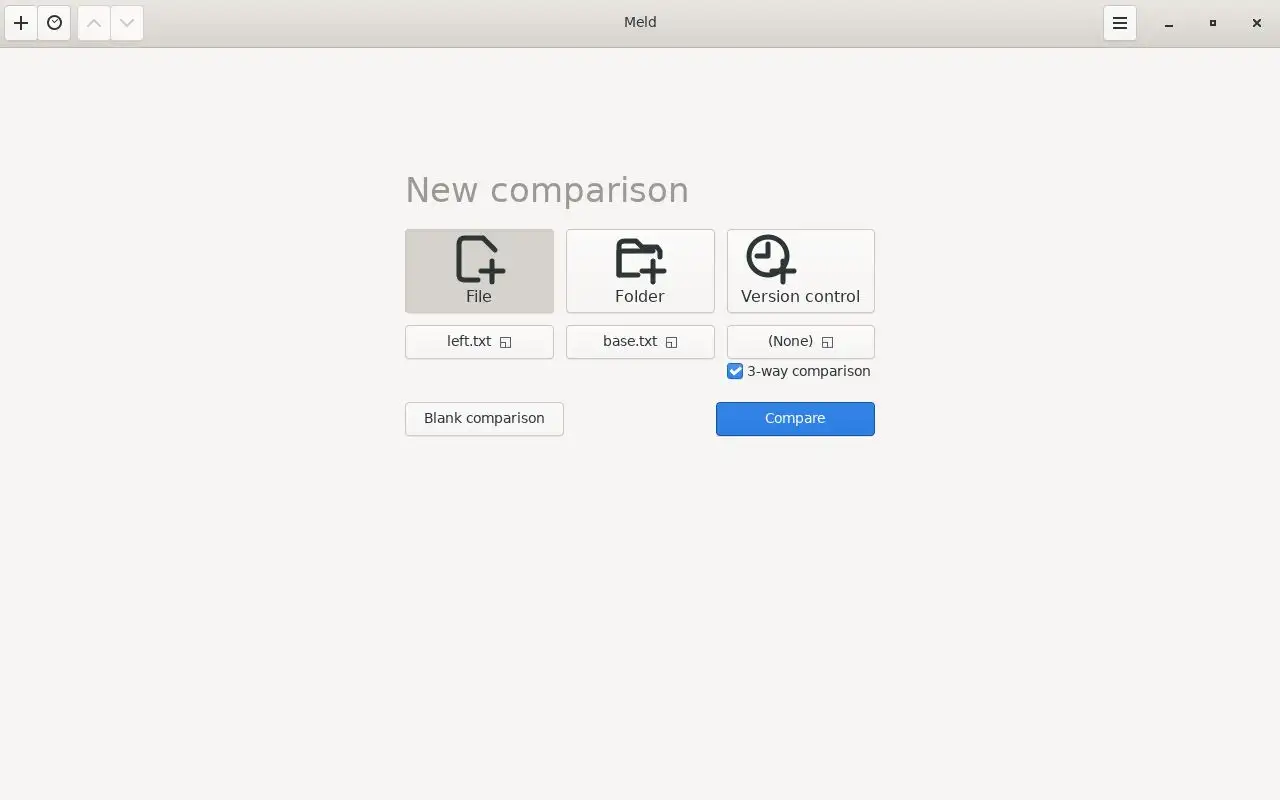 Meld
New comparison
File
Folder
Version control
left.txt
base.txt
(None)
3-way comparison
Blank comparison
Compare